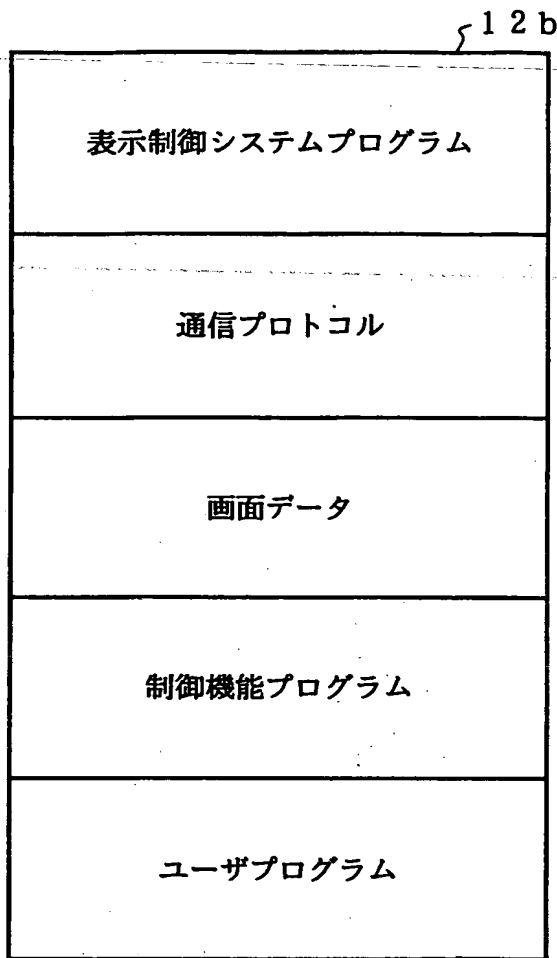 12b
表示制御システムプログラム
通信プロトコル
画面データ
制御機能プログラム
ユーザプログラム